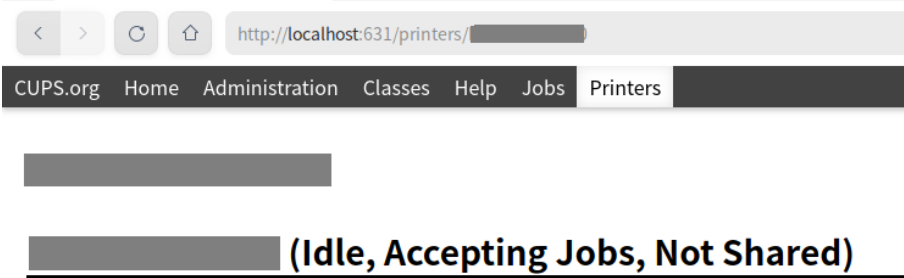 http://localhost:631/printers/
CUPS.org Home Administration Classes Help Jobs Printers
(Idle, Accepting Jobs, Not Shared)